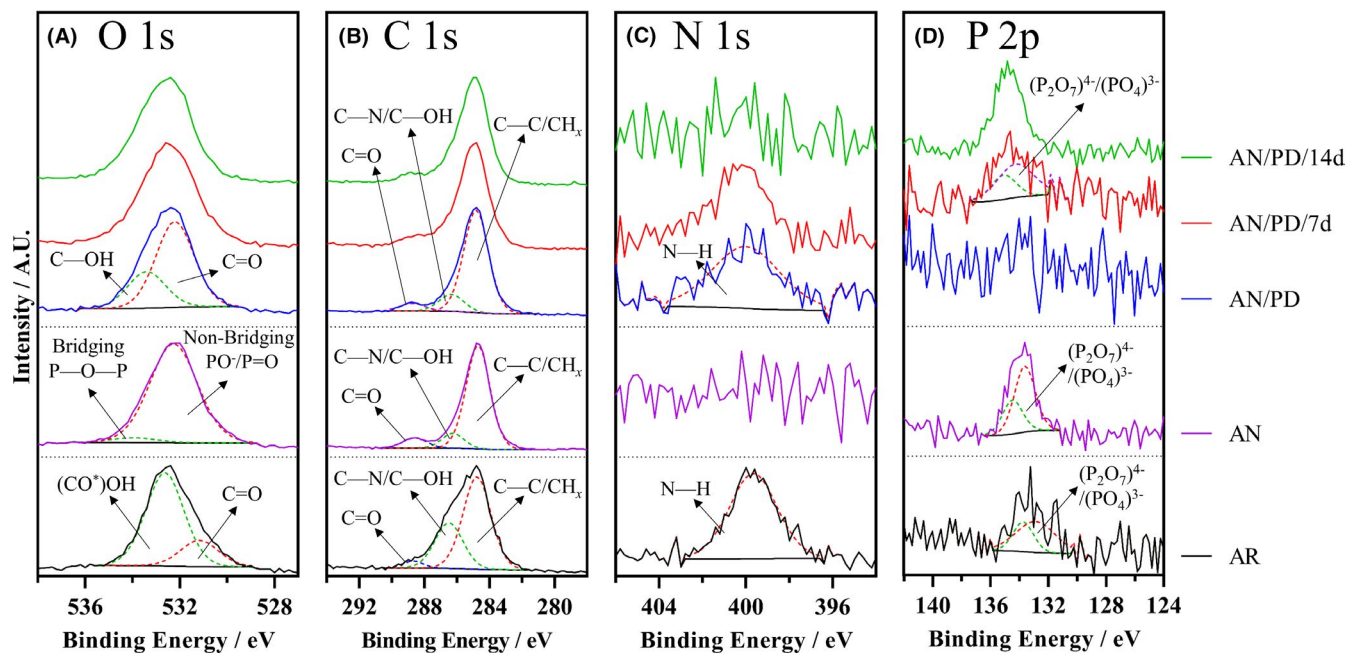 (A) O 1s
(B) C 1s
(C) N 1s
(D) P 2p
Intensity / A.U.
C—OH
C=O
Bridging
P—O—P
Non-Bridging
PO⁻/P=O
(CO*)OH
C=O
536
532
528
Binding Energy / eV
C—N/C—OH
C=O
C—C/CHₓ
C—N/C—OH
C=O
C—C/CHₓ
C—N/C—OH
C=O
C—C/CHₓ
292
288
284
280
Binding Energy / eV
N—H
N—H
404
400
396
Binding Energy / eV
(P₂O₇)⁴⁻/(PO₄)³⁻
(P₂O₇)⁴⁻
/(PO₄)³⁻
(P₂O₇)⁴⁻
/(PO₄)³⁻
140
136
132
128
124
Binding Energy / eV
AN/PD/14d
AN/PD/7d
AN/PD
AN
AR